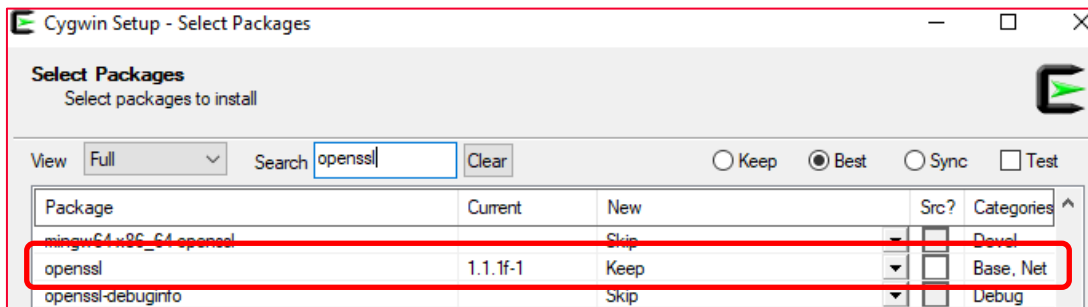 Cygwin Setup - Select Packages
Select Packages
Select packages to install
View Full Search openssl Clear Keep Best Sync Test
Package Current New Src? Categories
mingw64-x86_64-openssl Skip Devel
openssl 1.1.1f-1 Keep Base, Net
openssl-debuginfo Skip Debug